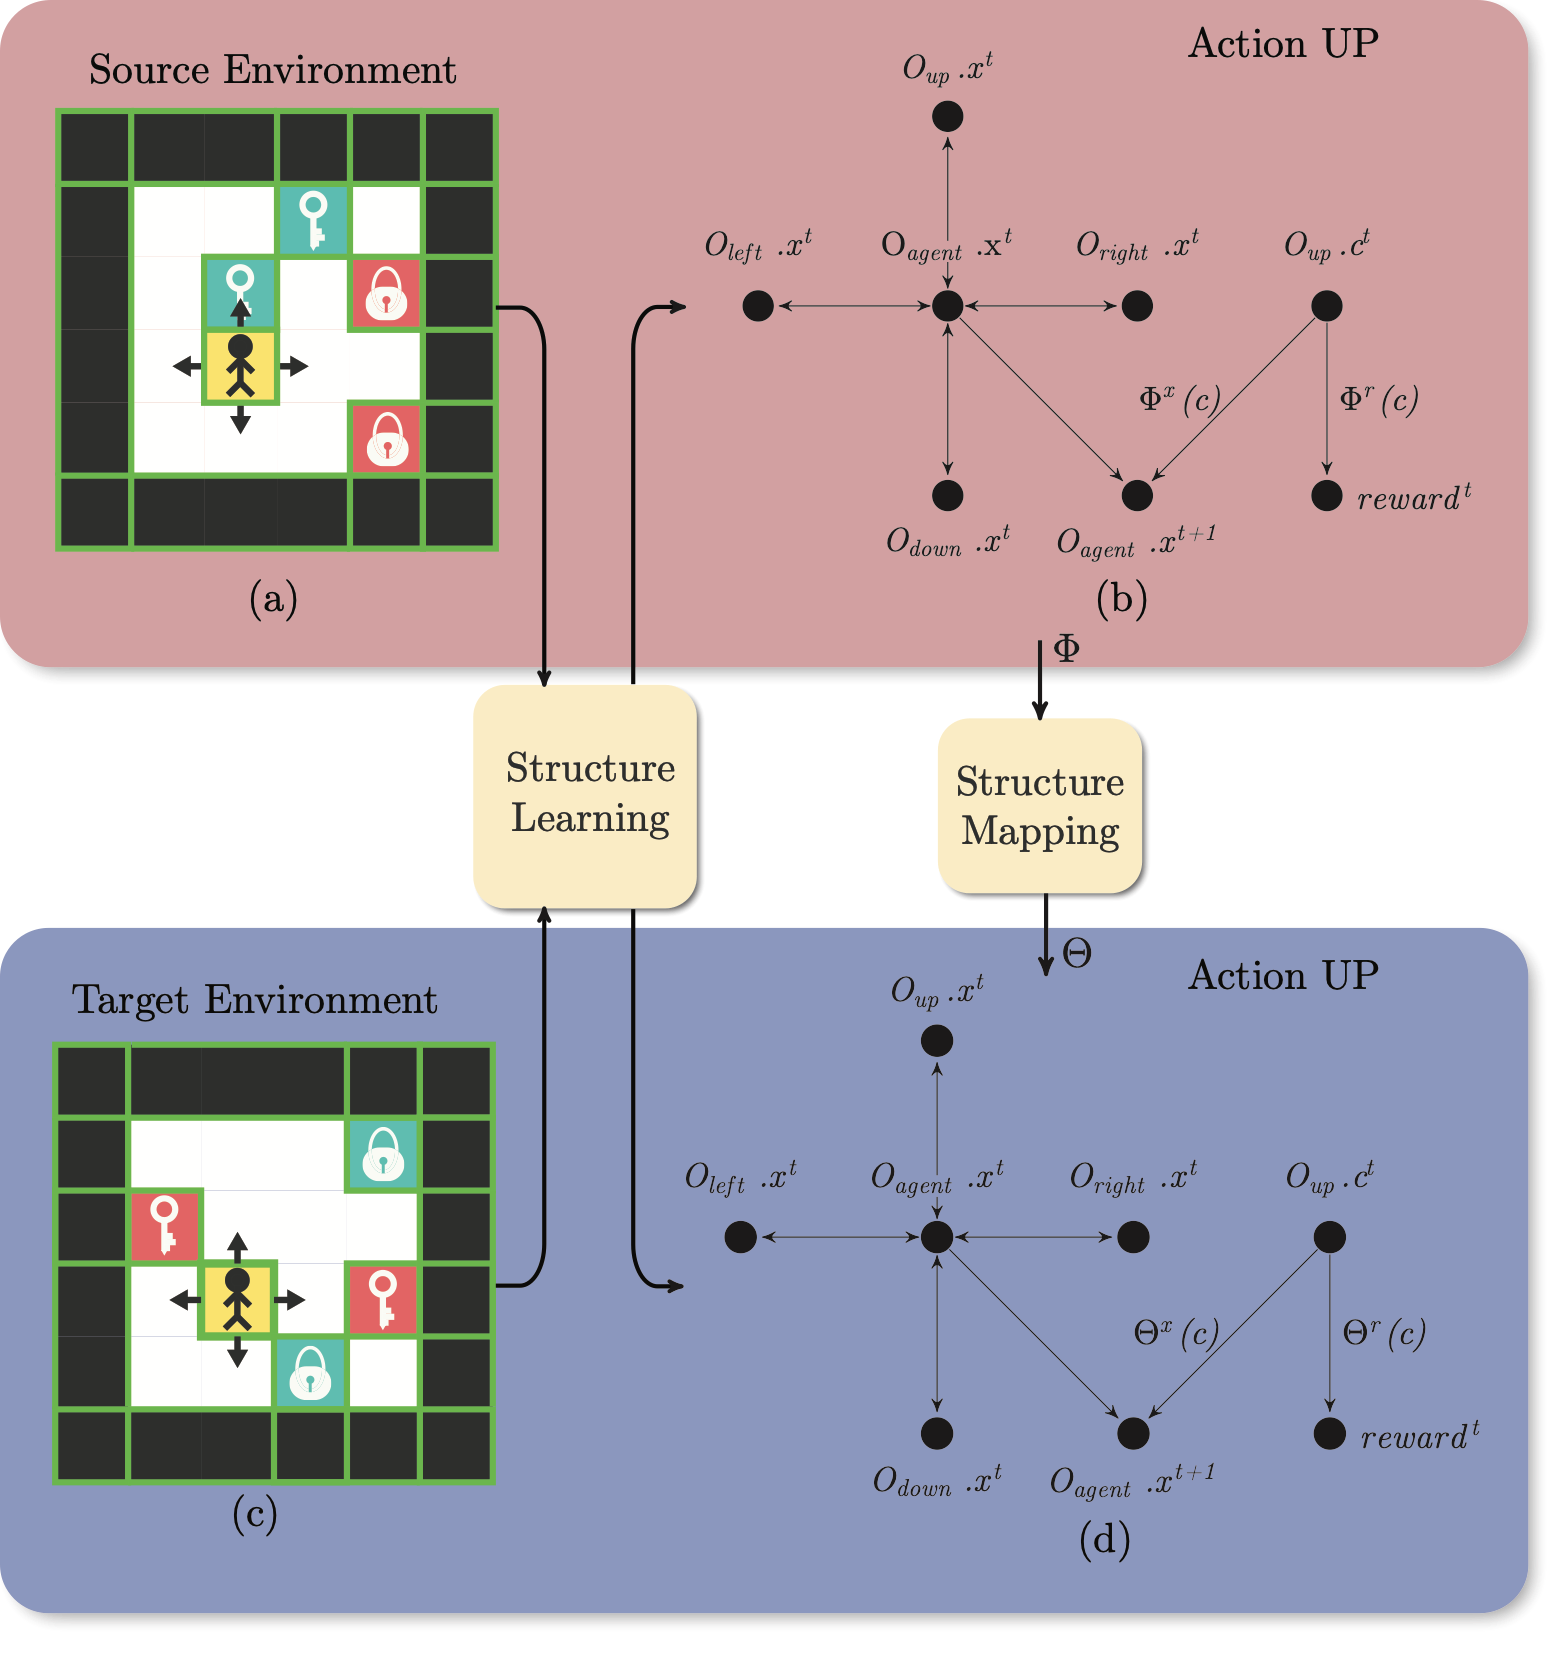 Source Environment
Action UP
O_up .x^t
O_left .x^t
O_agent .x^t
O_right .x^t
O_up .c^t
Φ^x (c)
Φ^r (c)
reward^t
O_down .x^t
O_agent .x^{t+1}
(a)
(b)
Φ
Structure
Learning
Structure
Mapping
Θ
Target Environment
Action UP
O_up .x^t
O_left .x^t
O_agent .x^t
O_right .x^t
O_up .c^t
Θ^x (c)
Θ^r (c)
reward^t
O_down .x^t
O_agent .x^{t+1}
(c)
(d)